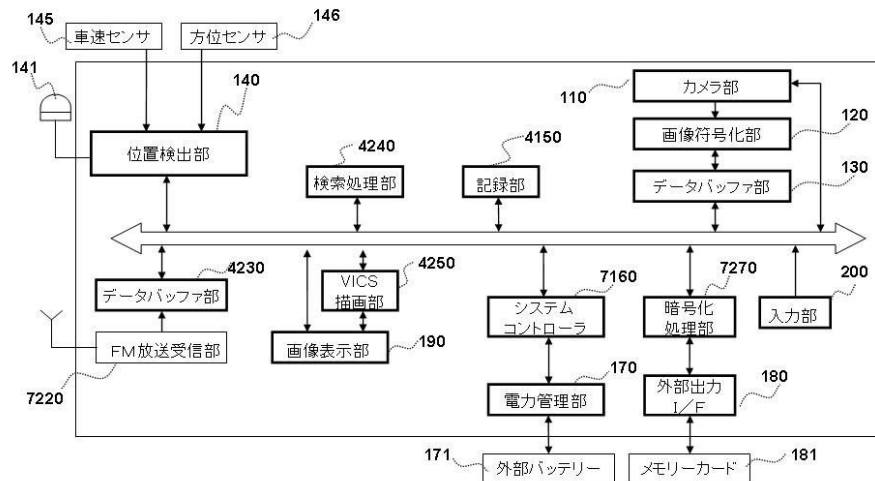 145
車速センサ
方位センサ
146
141
140
位置検出部
110
カメラ部
画像符号化部
120
データバッファ部
130
4240
検索処理部
4150
記録部
4230
データバッファ部
FM放送受信部
7220
VICS
描画部
4250
画像表示部
190
7160
システム
コントローラ
電力管理部
170
7270
暗号化
処理部
外部出力
I/F
180
200
入力部
171
外部バッテリー
メモリーカード
181